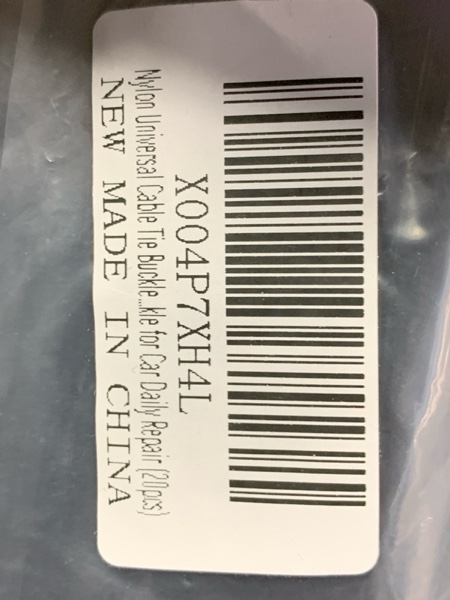 X004P7XH4L
Nylon Universal Cable Tie Buckle...kle for Car Daily Repair (20pcs)
NEW MADE IN CHINA